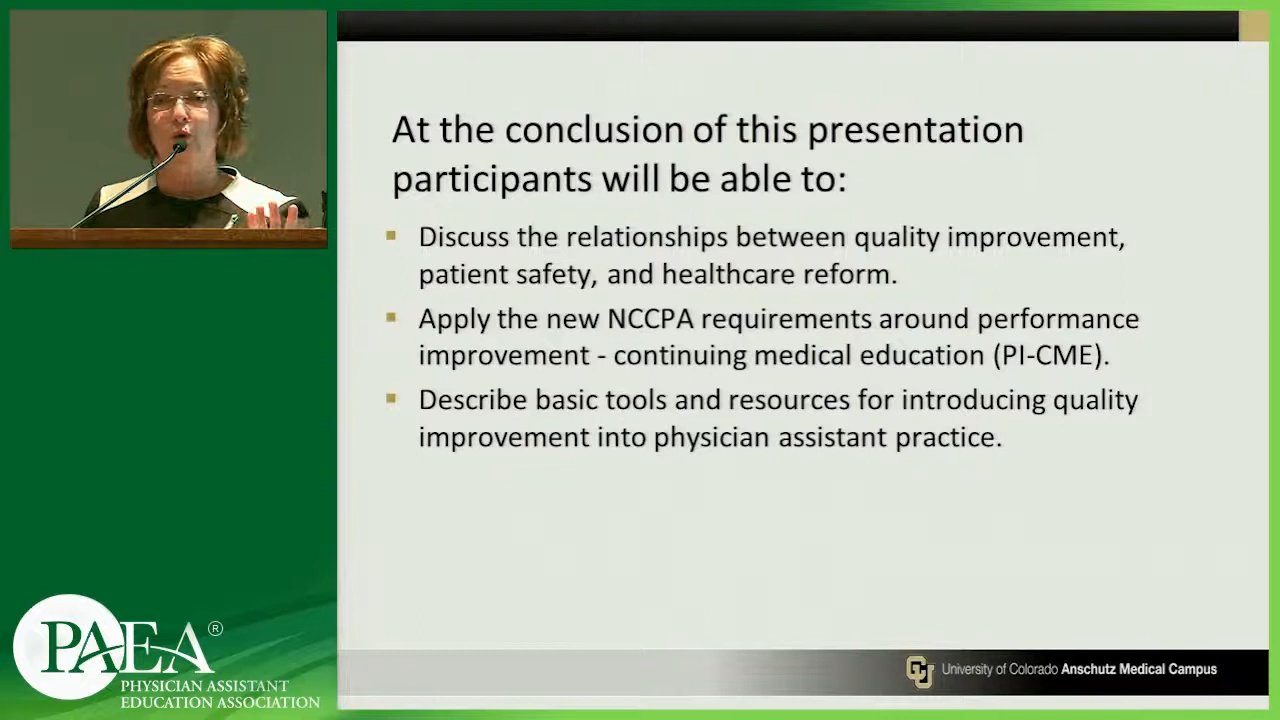 At the conclusion of this presentation
participants will be able to:
▪ Discuss the relationships between quality improvement,
patient safety, and healthcare reform.
▪ Apply the new NCCPA requirements around performance
improvement - continuing medical education (PI-CME).
▪ Describe basic tools and resources for introducing quality
improvement into physician assistant practice.
PAEA®
PHYSICIAN ASSISTANT
EDUCATION ASSOCIATION
CU University of Colorado Anschutz Medical Campus